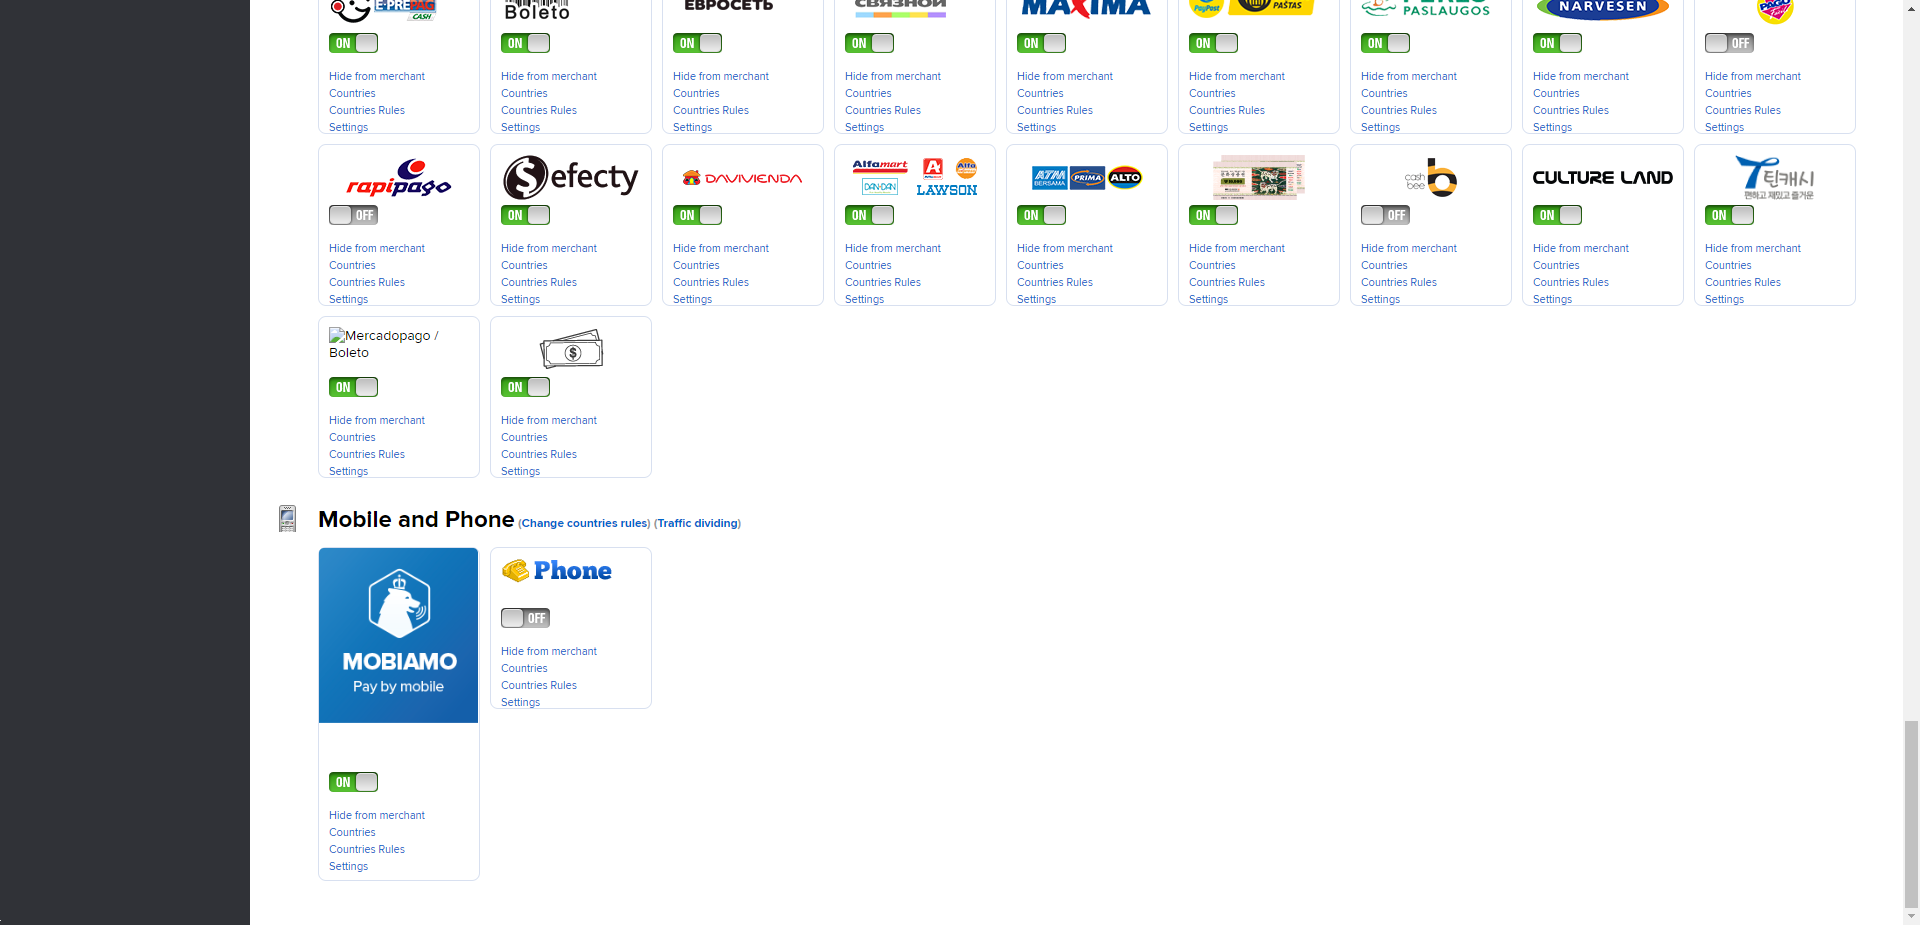 E-PREPAG
CASH
Boleto
ЕВРОСЕТЬ
СВЯЗНОЙ
MAXIMA
PayPost
PAŠTAS
PERLO
PASLAUGOS
NARVESEN
PAGO
ON
ON
ON
ON
ON
ON
ON
ON
OFF
Hide from merchant
Countries
Countries Rules
Settings
Hide from merchant
Countries
Countries Rules
Settings
Hide from merchant
Countries
Countries Rules
Settings
Hide from merchant
Countries
Countries Rules
Settings
Hide from merchant
Countries
Countries Rules
Settings
Hide from merchant
Countries
Countries Rules
Settings
Hide from merchant
Countries
Countries Rules
Settings
Hide from merchant
Countries
Countries Rules
Settings
Hide from merchant
Countries
Countries Rules
Settings
rapipago
OFF
Hide from merchant
Countries
Countries Rules
Settings
$efecty
ON
Hide from merchant
Countries
Countries Rules
Settings
DAVIVIENDA
ON
Hide from merchant
Countries
Countries Rules
Settings
Alfamart
Alfa
DAN+DAN
LAWSON
ON
Hide from merchant
Countries
Countries Rules
Settings
ATM
BERSAMA
PRIMA
ALTO
ON
Hide from merchant
Countries
Countries Rules
Settings
ON
Hide from merchant
Countries
Countries Rules
Settings
cash
bee
OFF
Hide from merchant
Countries
Countries Rules
Settings
CULTURE LAND
ON
Hide from merchant
Countries
Countries Rules
Settings
틴캐시
편하고 재밌고 즐거운
ON
Hide from merchant
Countries
Countries Rules
Settings
Mercadopago /
Boleto
ON
Hide from merchant
Countries
Countries Rules
Settings
$
ON
Hide from merchant
Countries
Countries Rules
Settings
Mobile and Phone (Change countries rules) (Traffic dividing)
MOBIAMO
Pay by mobile
ON
Hide from merchant
Countries
Countries Rules
Settings
Phone
OFF
Hide from merchant
Countries
Countries Rules
Settings